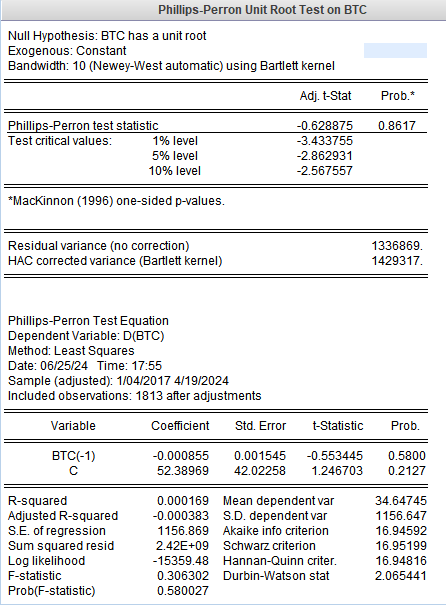 Phillips-Perron Unit Root Test on BTC
Null Hypothesis: BTC has a unit root
Exogenous: Constant
Bandwidth: 10 (Newey-West automatic) using Bartlett kernel
Adj. t-Stat Prob.*
Phillips-Perron test statistic -0.628875 0.8617
Test critical values: 1% level -3.433755
5% level -2.862931
10% level -2.567557
*MacKinnon (1996) one-sided p-values.
Residual variance (no correction) 1336869.
HAC corrected variance (Bartlett kernel) 1429317.
Phillips-Perron Test Equation
Dependent Variable: D(BTC)
Method: Least Squares
Date: 06/25/24 Time: 17:55
Sample (adjusted): 1/04/2017 4/19/2024
Included observations: 1813 after adjustments
Variable Coefficient Std. Error t-Statistic Prob.
BTC(-1) -0.000855 0.001545 -0.553445 0.5800
C 52.38969 42.02258 1.246703 0.2127
R-squared 0.000169 Mean dependent var 34.64745
Adjusted R-squared -0.000383 S.D. dependent var 1156.647
S.E. of regression 1156.869 Akaike info criterion 16.94592
Sum squared resid 2.42E+09 Schwarz criterion 16.95199
Log likelihood -15359.48 Hannan-Quinn criter. 16.94816
F-statistic 0.306302 Durbin-Watson stat 2.065441
Prob(F-statistic) 0.580027